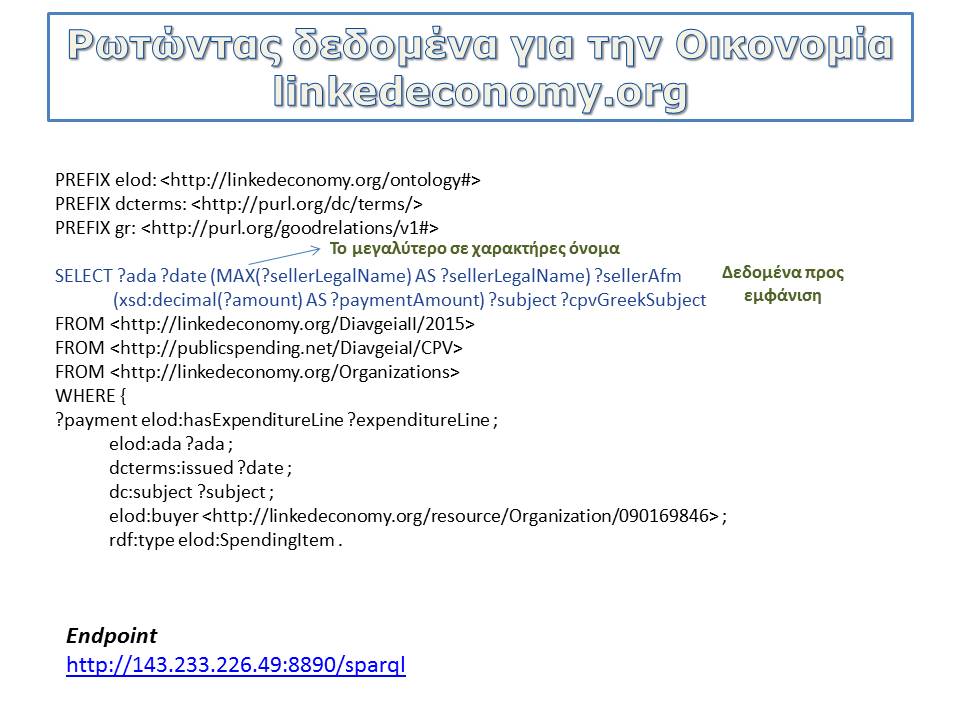 Ρωτώντας δεδομένα για την Οικονομία
linkedeconomy.org
PREFIX elod: <http://linkedeconomy.org/ontology#>
PREFIX dcterms: <http://purl.org/dc/terms/>
PREFIX gr: <http://purl.org/goodrelations/v1#>
Το μεγαλύτερο σε χαρακτήρες όνομα
SELECT ?ada ?date (MAX(?sellerLegalName) AS ?sellerLegalName) ?sellerAfm
(xsd:decimal(?amount) AS ?paymentAmount) ?subject ?cpvGreekSubject
Δεδομένα προς
εμφάνιση
FROM <http://linkedeconomy.org/DiavgeiaII/2015>
FROM <http://publicspending.net/DiavgeiaI/CPV>
FROM <http://linkedeconomy.org/Organizations>
WHERE {
?payment elod:hasExpenditureLine ?expenditureLine ;
elod:ada ?ada ;
dcterms:issued ?date ;
dc:subject ?subject ;
elod:buyer <http://linkedeconomy.org/resource/Organization/090169846> ;
rdf:type elod:SpendingItem .
Endpoint
http://143.233.226.49:8890/sparql